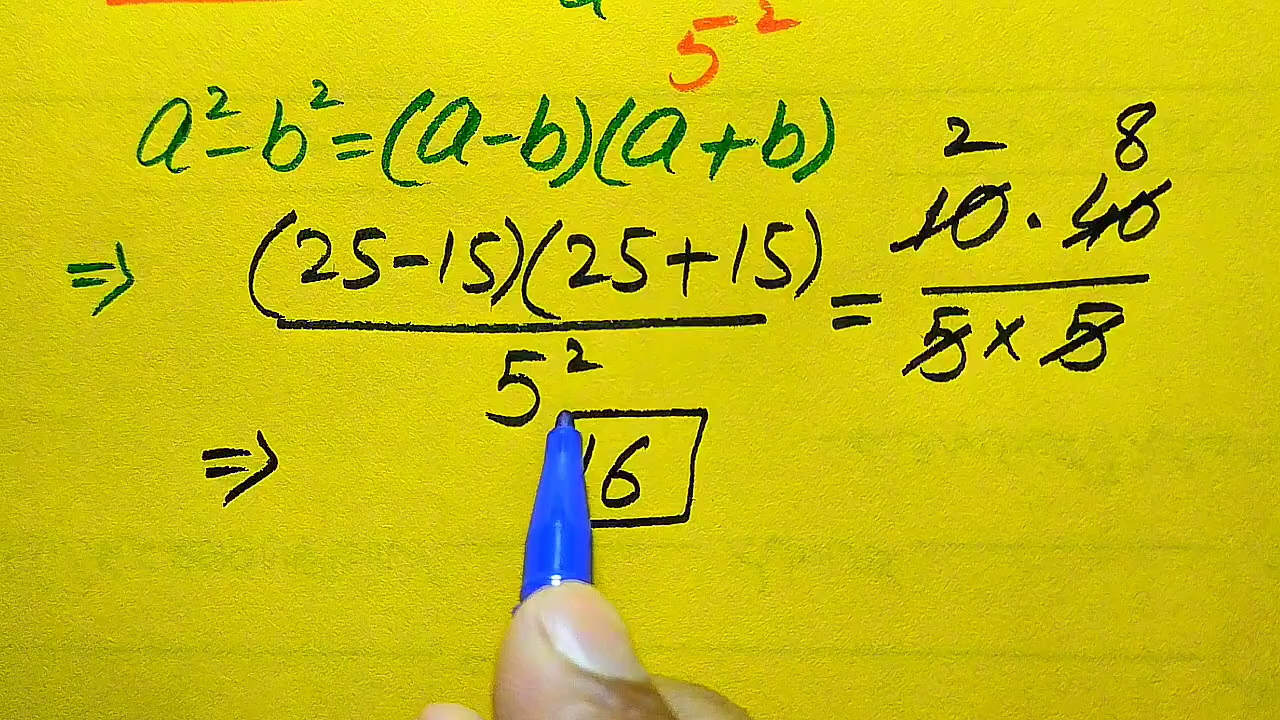 5²
a² - b² = (a - b)(a + b)
2 8
⇒ (25 - 15)(25 + 15) / 5² = 10 · 40 / 5 × 5
⇒ 16